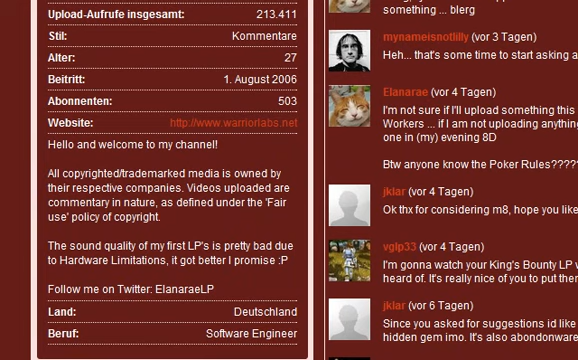 Upload-Aufrufe insgesamt: 213.411
Stil: Kommentare
Alter: 27
Beitritt: 1. August 2006
Abonnenten: 503
Website: http://www.warriorlabs.net
Hello and welcome to my channel!
All copyrighted/trademarked media is owned by
their respective companies. Videos uploaded are
commentary in nature, as defined under the 'Fair
use' policy of copyright.
The sound quality of my first LP's is pretty bad due
to Hardware Limitations, it got better I promise :P
Follow me on Twitter: ElanaraeLP
Land: Deutschland
Beruf: Software Engineer
something ... blerg
mynameisnotlilly (vor 3 Tagen)
Heh... that's some time to start asking a
Elanarae (vor 4 Tagen)
I'm not sure if I'll upload something this
Workers ... if I am not uploading anything
one in (my) evening 8D
Btw anyone know the Poker Rules????
jklar (vor 4 Tagen)
Ok thx for considering m8, hope you like
vglp33 (vor 4 Tagen)
I'm gonna watch your King's Bounty LP
heard of. It's really nice of you to put ther
jklar (vor 6 Tagen)
Since you asked for suggestions id like
hidden gem imo. It's also abondonware